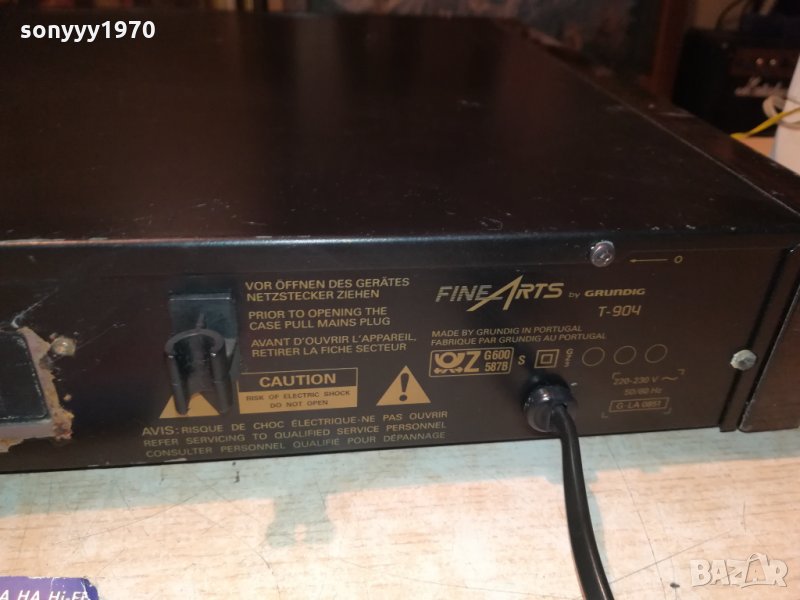 sonyyy1970
VOR ÖFFNEN DES GERÄTES
NETZSTECKER ZIEHEN
PRIOR TO OPENING THE
CASE PULL MAINS PLUG
AVANT D'OUVRIR L'APPAREIL,
RETIRER LA FICHE SECTEUR
CAUTION
RISK OF ELECTRIC SHOCK
DO NOT OPEN
AVIS: RISQUE DE CHOC ÉLECTRIQUE-NE PAS OUVRIR
REFER SERVICING TO QUALIFIED SERVICE PERSONNEL
CONSULTER PERSONNEL QUALIFIÉ POUR DÉPANNAGE
FINE ARTS by GRUNDIG
T-904
MADE BY GRUNDIG IN PORTUGAL
FABRIQUE PAR GRUNDIG AU PORTUGAL
Z G600
587B
S
220-230 V ~
50/60 Hz
G·LA 0851
A HA Hi-FF
BAZAR